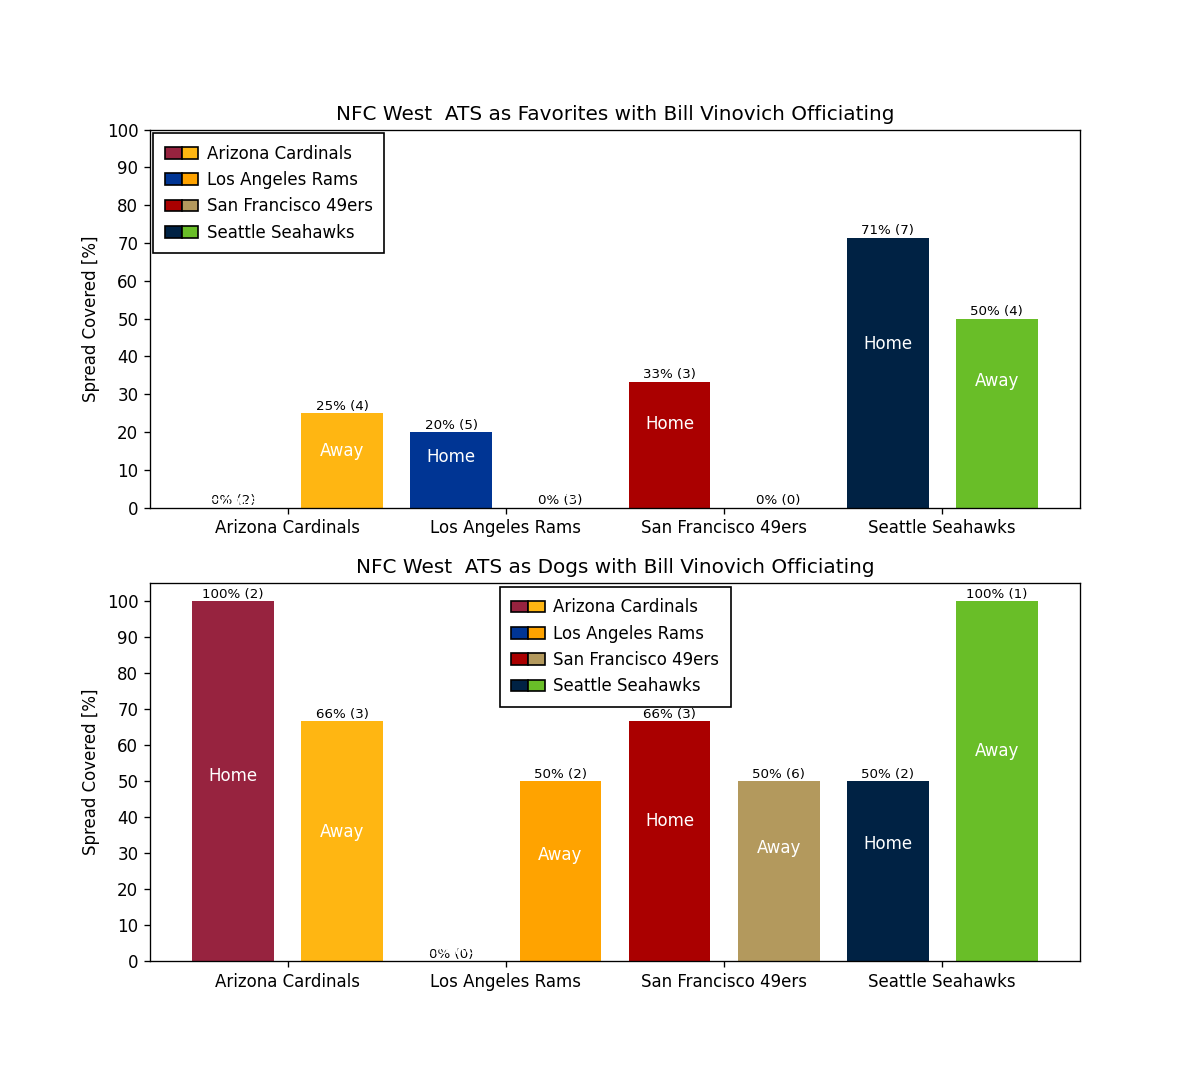 NFC West  ATS as Favorites with Bill Vinovich Officiating
Spread Covered [%]
100
90
80
70
60
50
40
30
20
10
0
Arizona Cardinals
Los Angeles Rams
San Francisco 49ers
Seattle Seahawks
0% (2)
25% (4)
Away
20% (5)
Home
0% (3)
33% (3)
Home
0% (0)
71% (7)
Home
50% (4)
Away
Arizona Cardinals
Los Angeles Rams
San Francisco 49ers
Seattle Seahawks
NFC West  ATS as Dogs with Bill Vinovich Officiating
Spread Covered [%]
100
90
80
70
60
50
40
30
20
10
0
Arizona Cardinals
Los Angeles Rams
San Francisco 49ers
Seattle Seahawks
100% (2)
Home
66% (3)
Away
0% (0)
50% (2)
Away
66% (3)
Home
50% (6)
Away
50% (2)
Home
100% (1)
Away
Arizona Cardinals
Los Angeles Rams
San Francisco 49ers
Seattle Seahawks